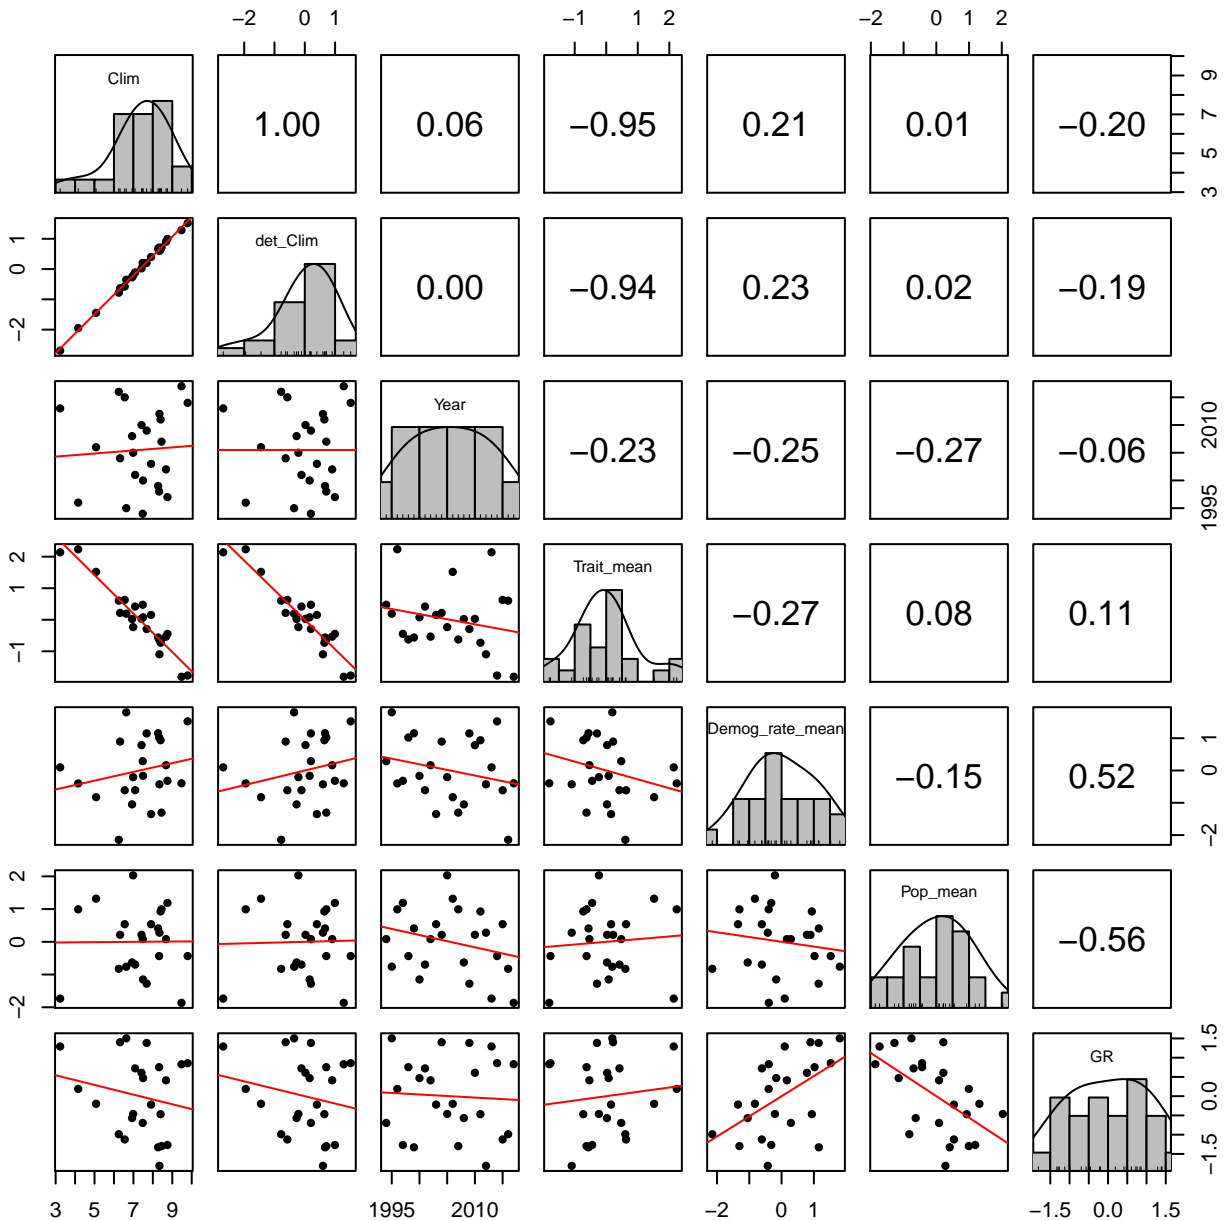 −2 0 1 −1 1 2 −2 0 2
Clim
1.00 0.06 −0.95 0.21 0.01 −0.20
3 5 7 9
det_Clim
0.00 −0.94 0.23 0.02 −0.19
−2 0 1
Year
−0.23 −0.25 −0.27 −0.06
1995 2010
Trait_mean
−0.27 0.08 0.11
−1 1 2
Demog_rate_mean
−0.15 0.52
−2 0 1
Pop_mean
−0.56
−2 0 1 2
GR
−1.5 0.0 1.0
3 5 7 9 1995 2010 −2 0 1 −1.5 0.0 1.5